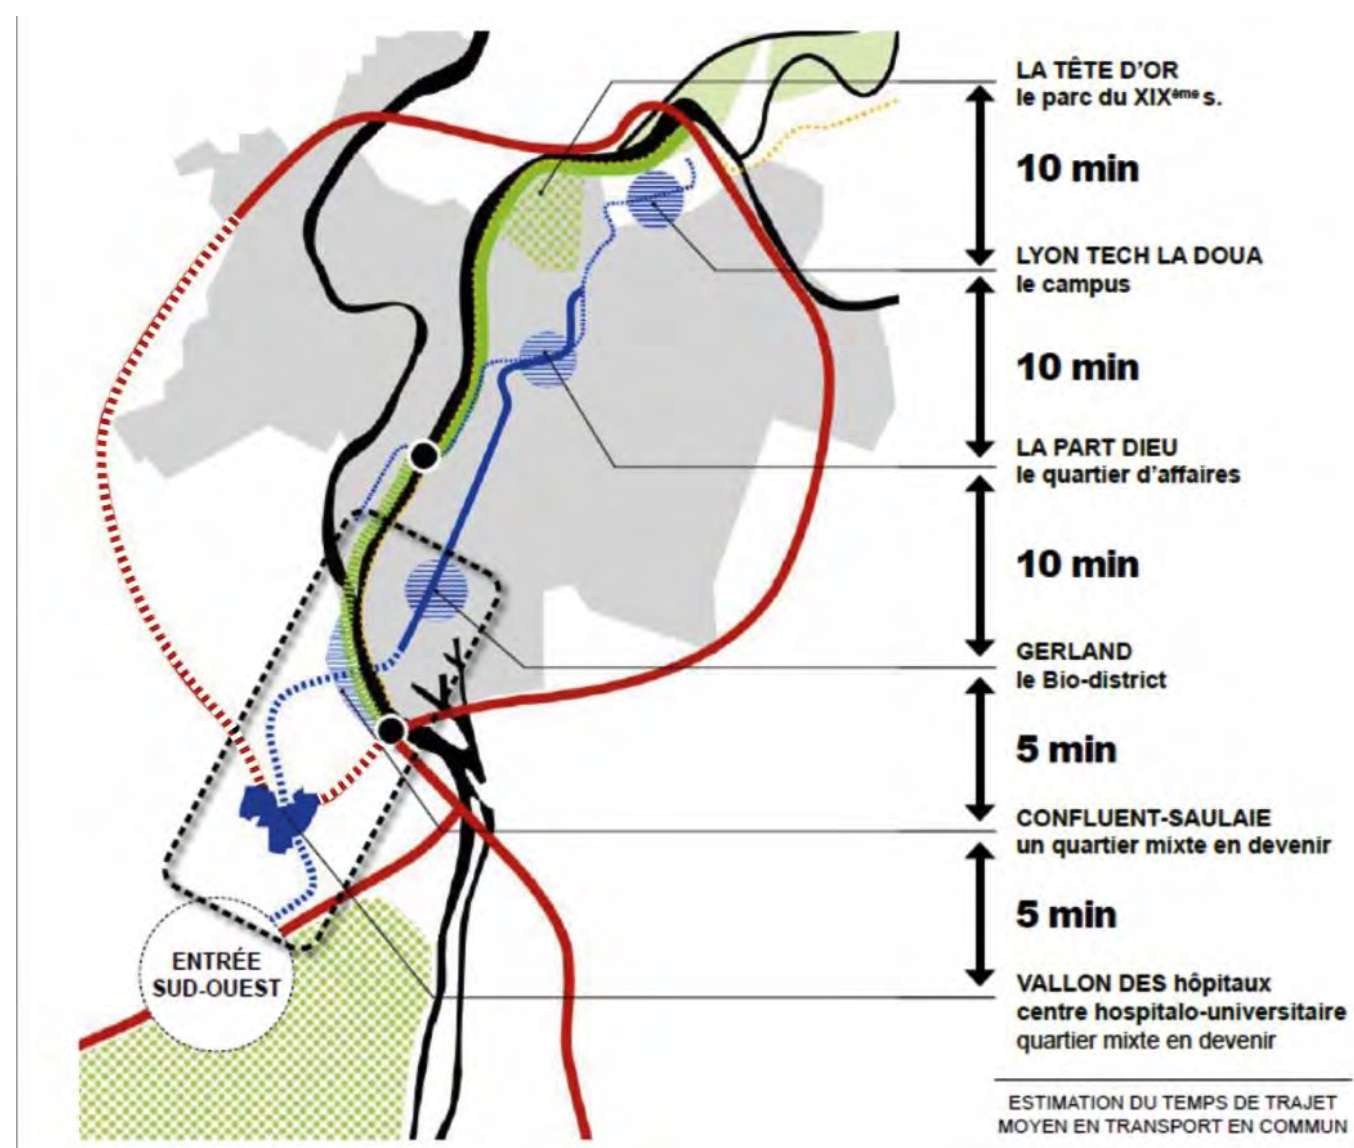 LA TÊTE D'OR
le parc du XIXème s.
10 min
LYON TECH LA DOUA
le campus
10 min
LA PART DIEU
le quartier d'affaires
10 min
GERLAND
le Bio-district
5 min
CONFLUENT-SAULAIE
un quartier mixte en devenir
5 min
VALLON DES hôpitaux
centre hospitalo-universitaire
quartier mixte en devenir
ENTRÉE
SUD-OUEST
ESTIMATION DU TEMPS DE TRAJET
MOYEN EN TRANSPORT EN COMMUN